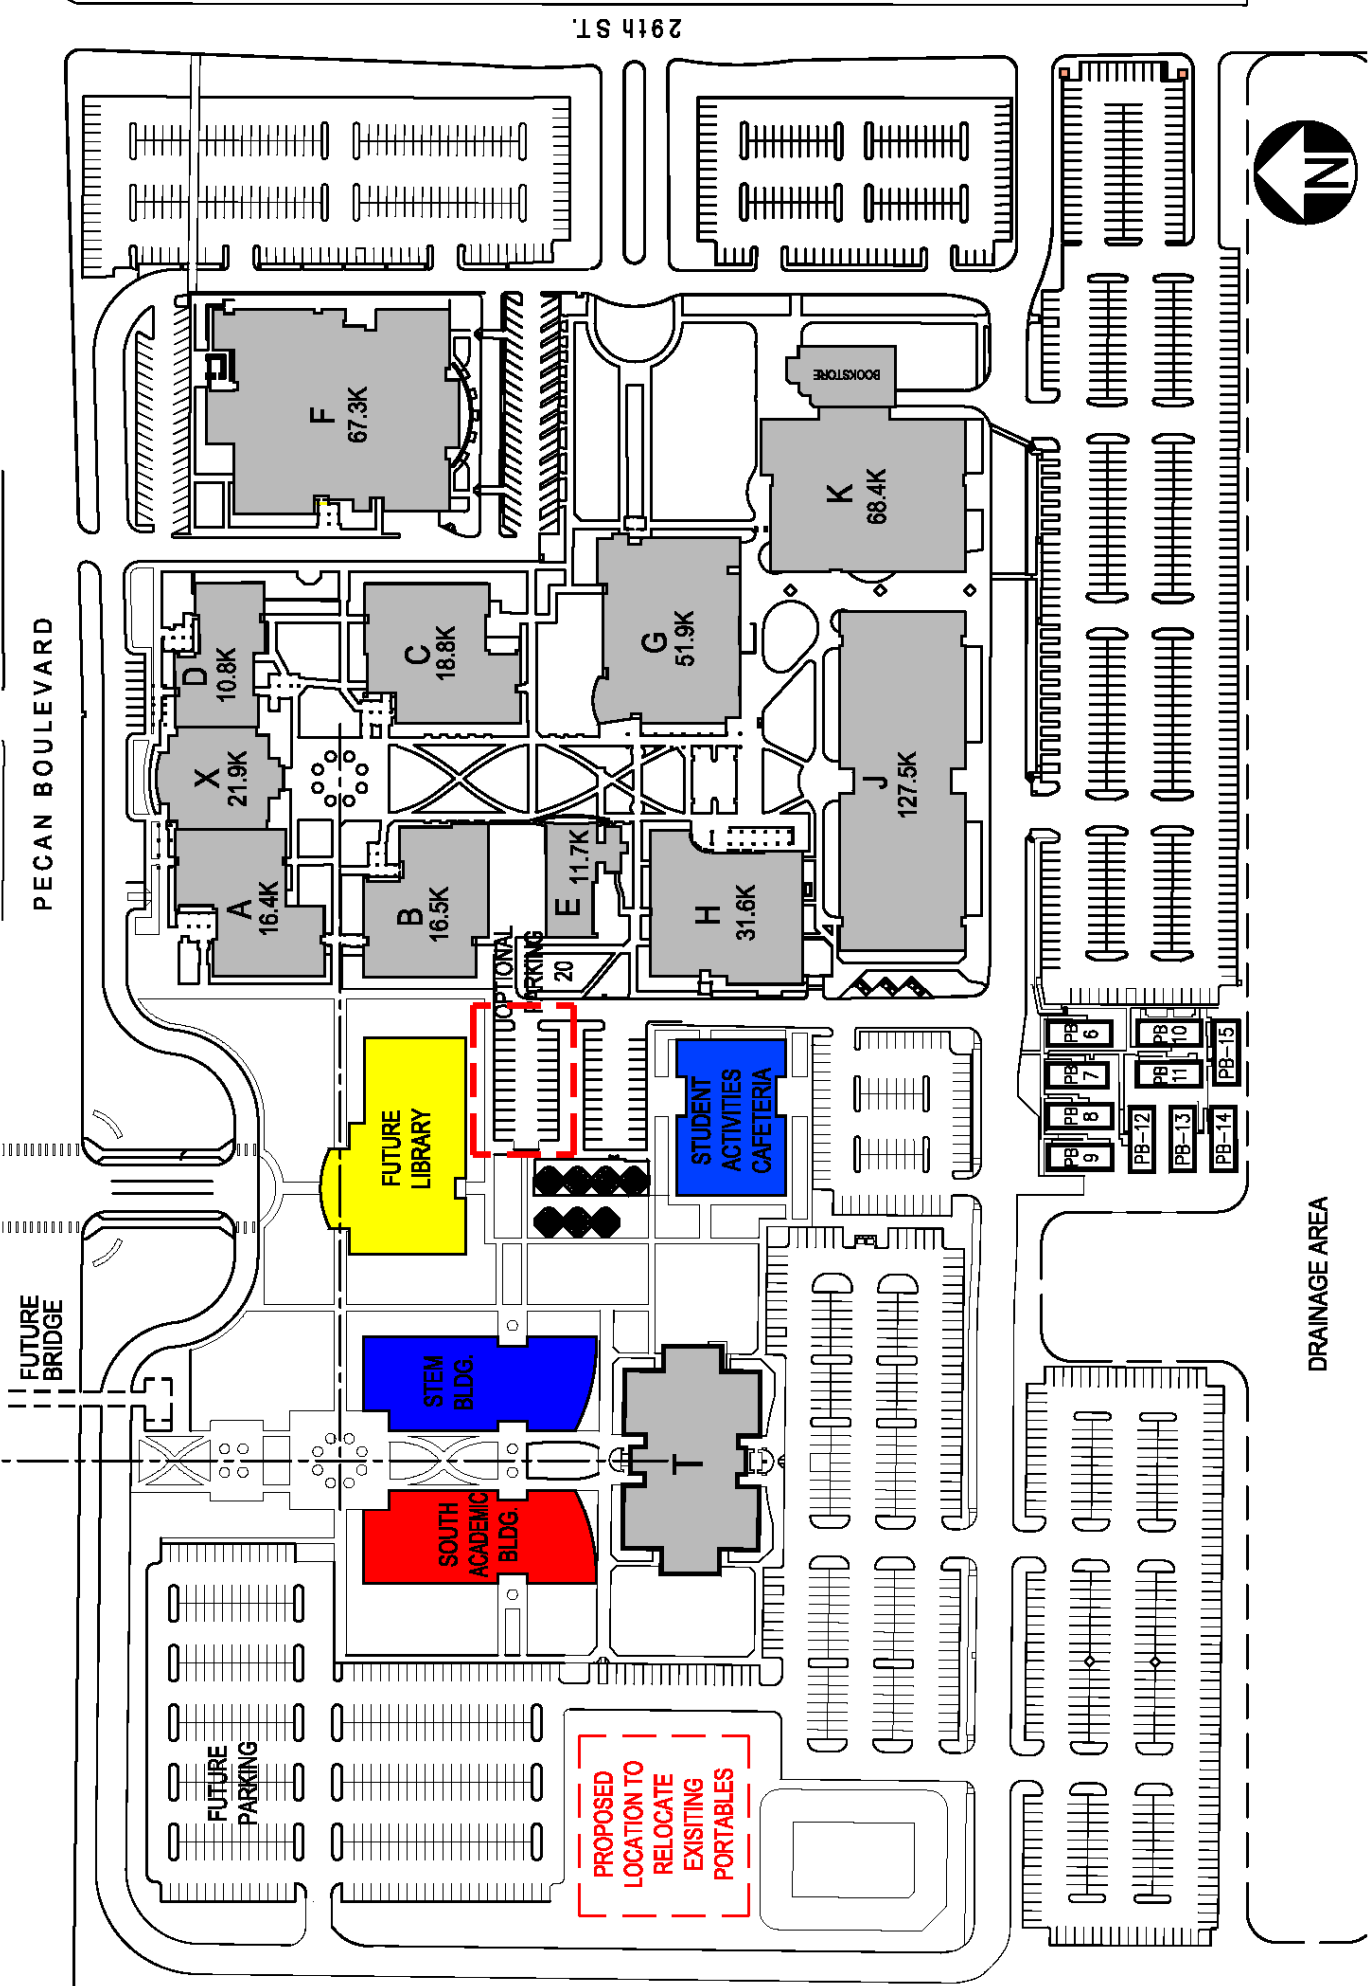 29th ST.
PECAN BOULEVARD
N
F
67.3K
BOOKSTORE
K
68.4K
D
10.8K
C
18.8K
G
51.9K
X
21.9K
J
127.5K
A
16.4K
B
16.5K
E
11.7K
H
31.6K
OPTIONAL
PARKING
20
FUTURE
LIBRARY
STUDENT
ACTIVITIES
CAFETERIA
PB
6
PB
7
PB
8
PB
9
PB
10
PB
11
PB-12
PB-13
PB-14
PB-15
FUTURE
BRIDGE
STEM
BLDG.
SOUTH
ACADEMIC
BLDG.
T
DRAINAGE AREA
FUTURE
PARKING
PROPOSED
LOCATION TO
RELOCATE
EXISITING
PORTABLES